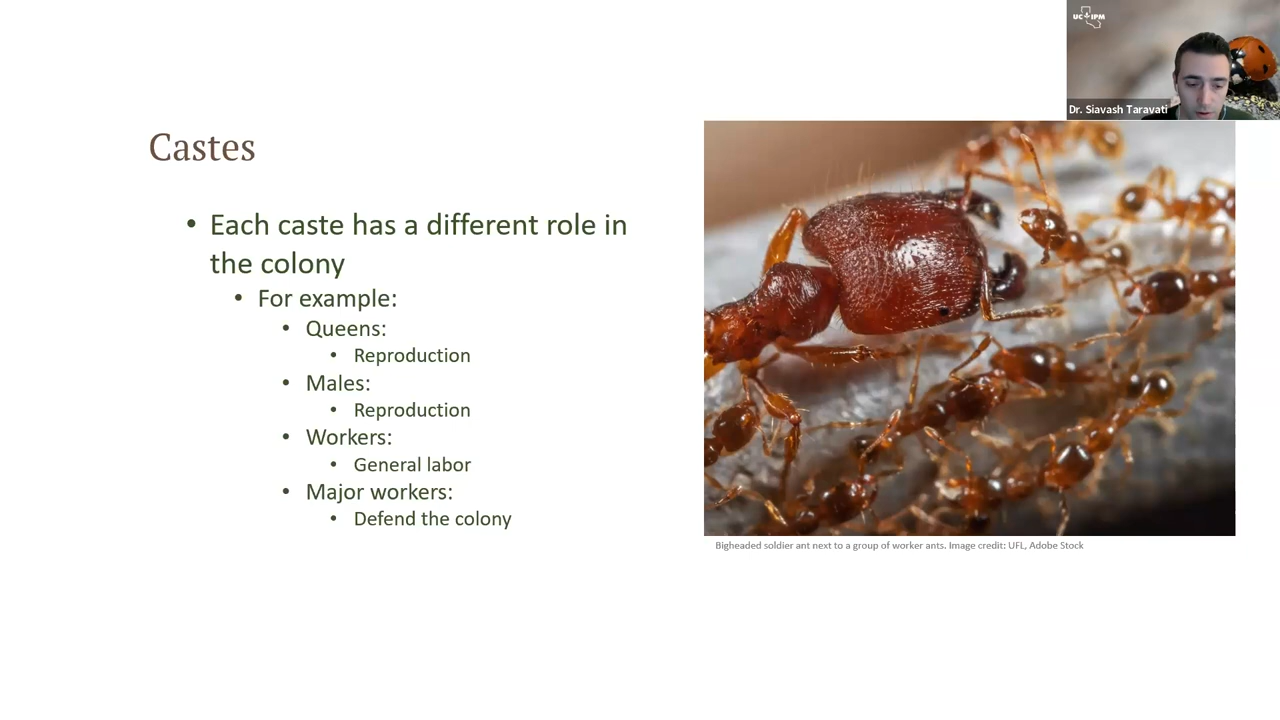 UC IPM
Dr. Siavash Taravati
Castes
• Each caste has a different role in
the colony
• For example:
• Queens:
• Reproduction
• Males:
• Reproduction
• Workers:
• General labor
• Major workers:
• Defend the colony
Bigheaded soldier ant next to a group of worker ants. Image credit: UFL, Adobe Stock